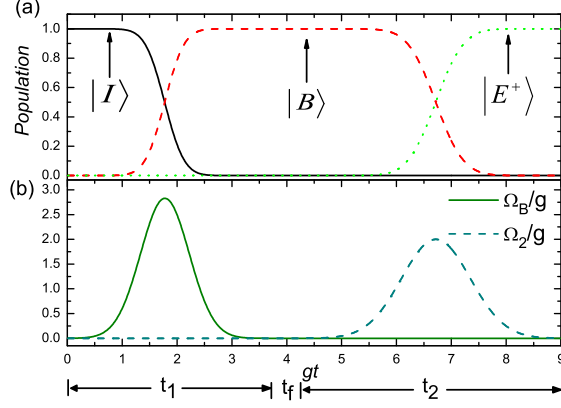 (a)
Population
1.0
0.8
0.6
0.4
0.2
0.0
|I⟩
|B⟩
|E⁺⟩
(b)
3.0
2.5
2.0
1.5
1.0
0.5
0.0
Ω_B/g
Ω_2/g
0 1 2 3 4 5 6 7 8 9
gt
t_1 t_f t_2